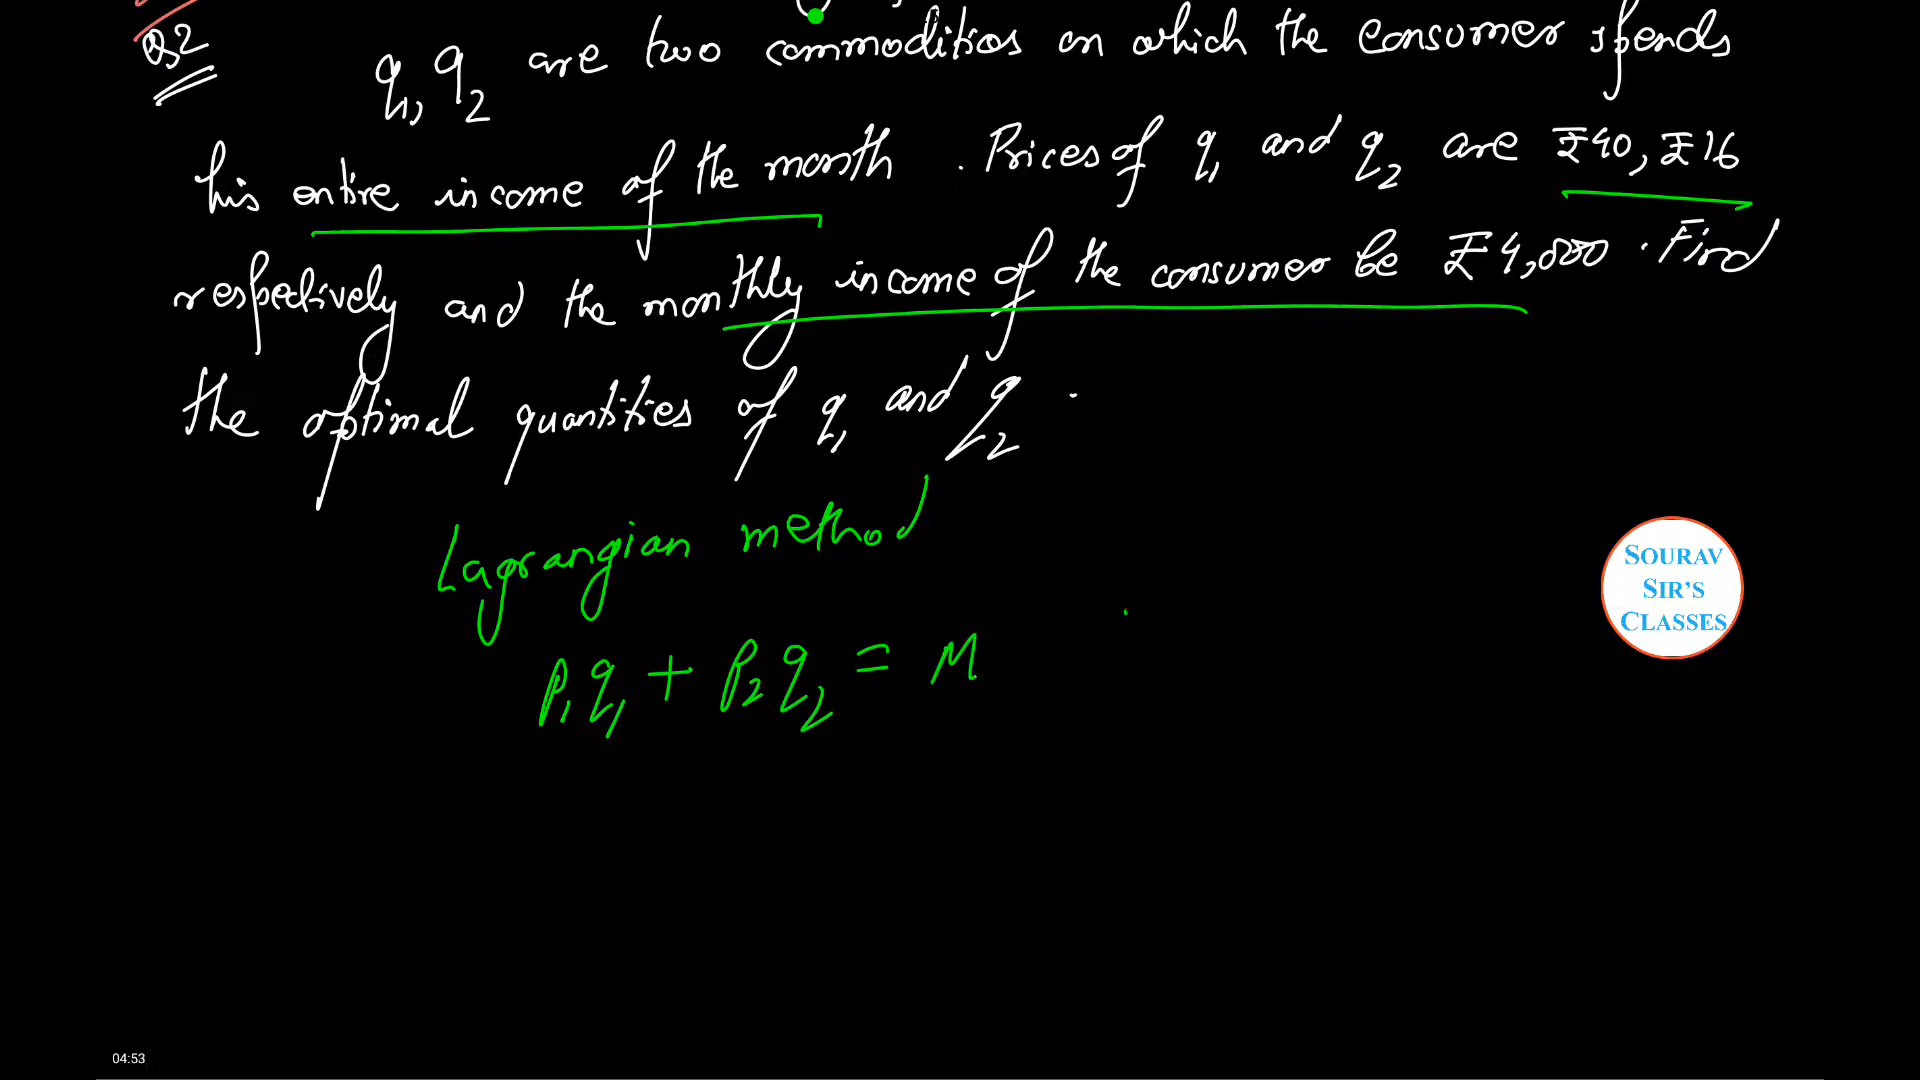 Q2 q1, q2 are two commodities on which the consumer spends
his entire income of the month. Prices of q1 and q2 are ₹40, ₹16
respectively and the monthly income of the consumer be ₹4,000. Find
the optimal quantities of q1 and q2.
Lagrangian method
P1q1 + P2q2 = M
SOURAV
SIR'S
CLASSES
04:53